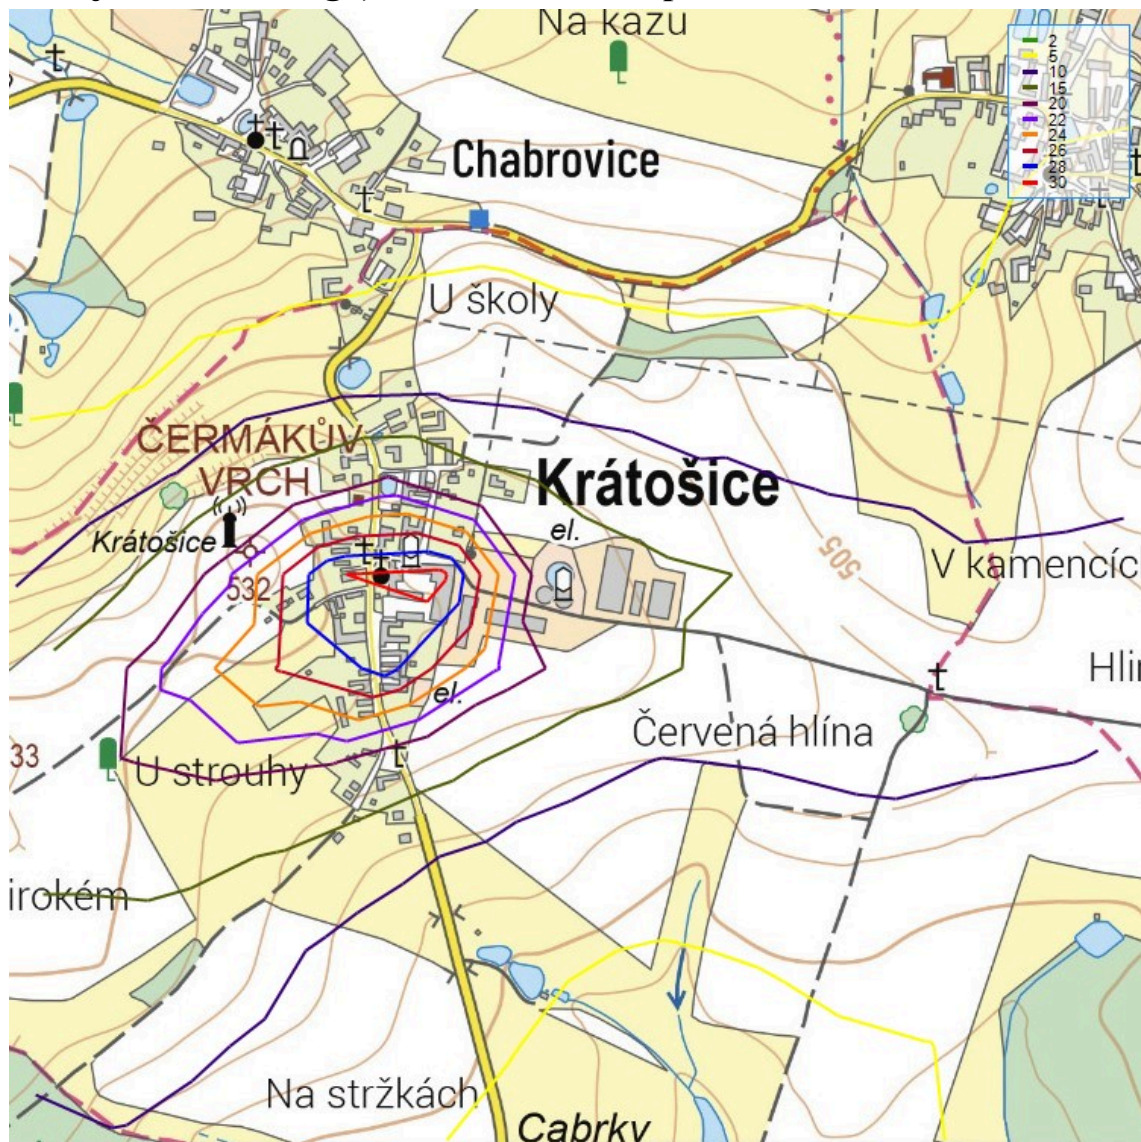 Na kazu
2
5
10
15
20
22
24
26
28
30
Chabrovice
U školy
ČERMÁKŮV
VRCH
Krátošice
Krátošice
el.
505
V kamencíc
532
Hlin
el.
Červená hlína
33
U strouhy
irokém
Na stržkách
Cabrky